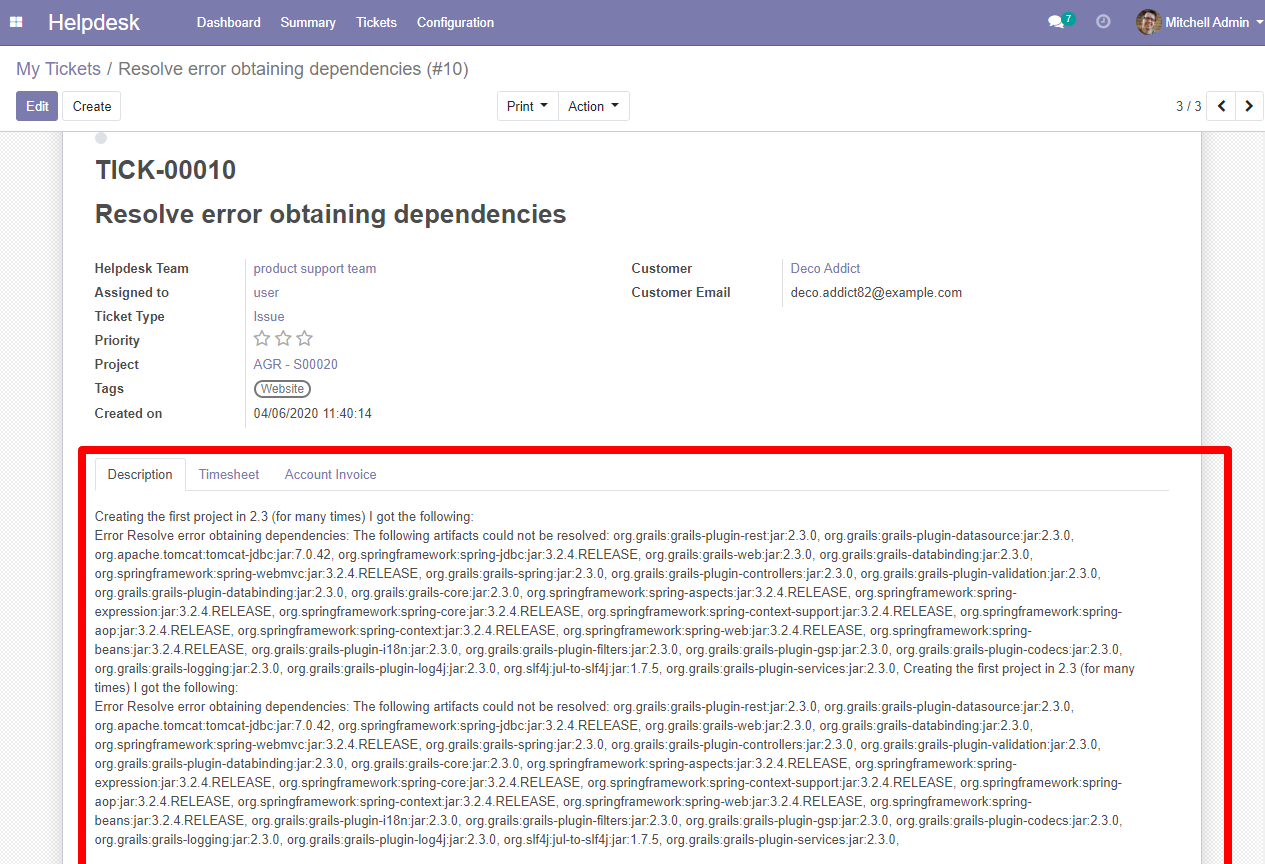 Helpdesk Dashboard Summary Tickets Configuration 7 Mitchell Admin
My Tickets / Resolve error obtaining dependencies (#10)
Edit Create Print Action 3 / 3
TICK-00010
Resolve error obtaining dependencies
Helpdesk Team product support team Customer Deco Addict
Assigned to user Customer Email deco.addict82@example.com
Ticket Type Issue
Priority
Project AGR - S00020
Tags Website
Created on 04/06/2020 11:40:14
Description Timesheet Account Invoice
Creating the first project in 2.3 (for many times) I got the following:
Error Resolve error obtaining dependencies: The following artifacts could not be resolved: org.grails:grails-plugin-rest:jar:2.3.0, org.grails:grails-plugin-datasource:jar:2.3.0,
org.apache.tomcat:tomcat-jdbc:jar:7.0.42, org.springframework:spring-jdbc:jar:3.2.4.RELEASE, org.grails:grails-web:jar:2.3.0, org.grails:grails-databinding:jar:2.3.0,
org.springframework:spring-webmvc:jar:3.2.4.RELEASE, org.grails:grails-spring:jar:2.3.0, org.grails:grails-plugin-controllers:jar:2.3.0, org.grails:grails-plugin-validation:jar:2.3.0,
org.grails:grails-plugin-databinding:jar:2.3.0, org.grails:grails-core:jar:2.3.0, org.springframework:spring-aspects:jar:3.2.4.RELEASE, org.springframework:spring-
expression:jar:3.2.4.RELEASE, org.springframework:spring-core:jar:3.2.4.RELEASE, org.springframework:spring-context-support:jar:3.2.4.RELEASE, org.springframework:spring-
aop:jar:3.2.4.RELEASE, org.springframework:spring-context:jar:3.2.4.RELEASE, org.springframework:spring-web:jar:3.2.4.RELEASE, org.springframework:spring-
beans:jar:3.2.4.RELEASE, org.grails:grails-plugin-i18n:jar:2.3.0, org.grails:grails-plugin-filters:jar:2.3.0, org.grails:grails-plugin-gsp:jar:2.3.0, org.grails:grails-plugin-codecs:jar:2.3.0,
org.grails:grails-logging:jar:2.3.0, org.grails:grails-plugin-log4j:jar:2.3.0, org.slf4j:jul-to-slf4j:jar:1.7.5, org.grails:grails-plugin-services:jar:2.3.0, Creating the first project in 2.3 (for many
times) I got the following:
Error Resolve error obtaining dependencies: The following artifacts could not be resolved: org.grails:grails-plugin-rest:jar:2.3.0, org.grails:grails-plugin-datasource:jar:2.3.0,
org.apache.tomcat:tomcat-jdbc:jar:7.0.42, org.springframework:spring-jdbc:jar:3.2.4.RELEASE, org.grails:grails-web:jar:2.3.0, org.grails:grails-databinding:jar:2.3.0,
org.springframework:spring-webmvc:jar:3.2.4.RELEASE, org.grails:grails-spring:jar:2.3.0, org.grails:grails-plugin-controllers:jar:2.3.0, org.grails:grails-plugin-validation:jar:2.3.0,
org.grails:grails-plugin-databinding:jar:2.3.0, org.grails:grails-core:jar:2.3.0, org.springframework:spring-aspects:jar:3.2.4.RELEASE, org.springframework:spring-
expression:jar:3.2.4.RELEASE, org.springframework:spring-core:jar:3.2.4.RELEASE, org.springframework:spring-context-support:jar:3.2.4.RELEASE, org.springframework:spring-
aop:jar:3.2.4.RELEASE, org.springframework:spring-context:jar:3.2.4.RELEASE, org.springframework:spring-web:jar:3.2.4.RELEASE, org.springframework:spring-
beans:jar:3.2.4.RELEASE, org.grails:grails-plugin-i18n:jar:2.3.0, org.grails:grails-plugin-filters:jar:2.3.0, org.grails:grails-plugin-gsp:jar:2.3.0, org.grails:grails-plugin-codecs:jar:2.3.0,
org.grails:grails-logging:jar:2.3.0, org.grails:grails-plugin-log4j:jar:2.3.0, org.slf4j:jul-to-slf4j:jar:1.7.5, org.grails:grails-plugin-services:jar:2.3.0,